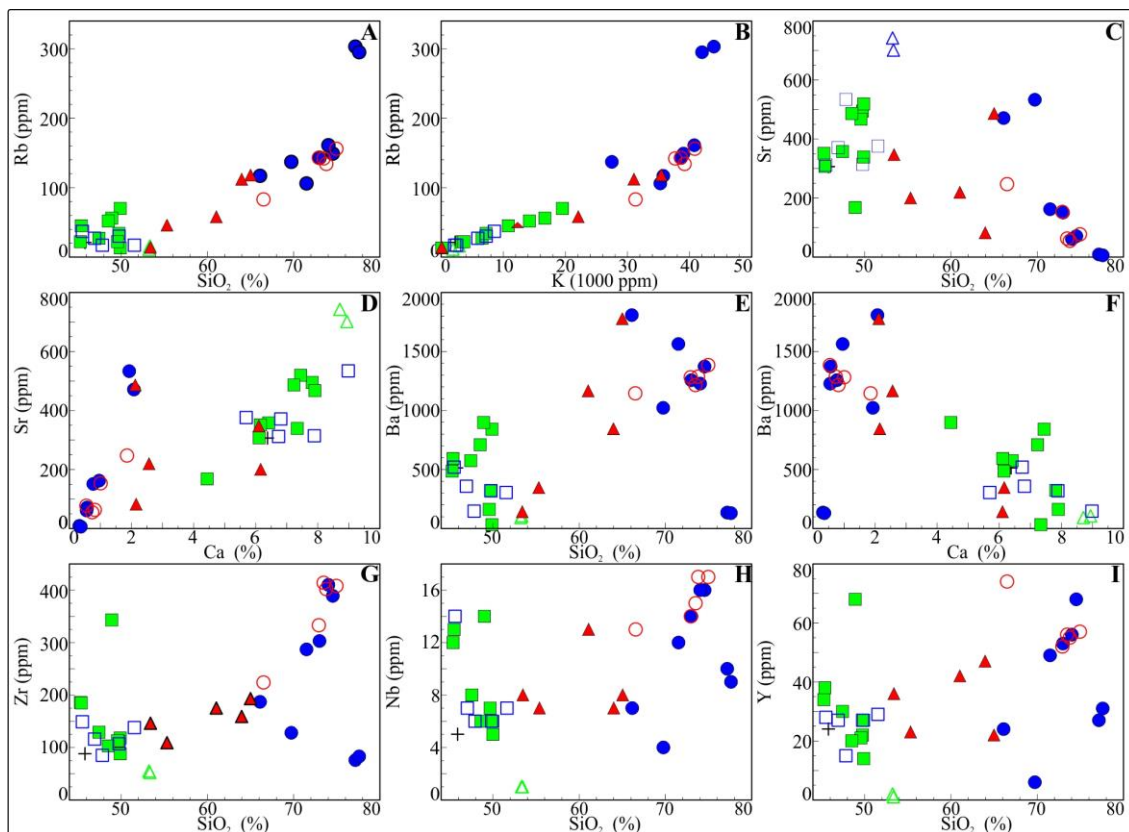 A
Rb (ppm)
300
200
100
0
50 60 70 80
SiO2 (%)
B
Rb (ppm)
300
200
100
0
0 10 20 30 40 50
K (1000 ppm)
C
Sr (ppm)
800
600
400
200
0
50 60 70 80
SiO2 (%)
D
Sr (ppm)
800
600
400
200
0
0 2 4 6 8 10
Ca (%)
E
Ba (ppm)
2000
1500
1000
500
0
50 60 70 80
SiO2 (%)
F
Ba (ppm)
2000
1500
1000
500
0
0 2 4 6 8 10
Ca (%)
G
Zr (ppm)
400
300
200
100
0
50 60 70 80
SiO2 (%)
H
Nb (ppm)
16
12
8
4
0
50 60 70 80
SiO2 (%)
I
Y (ppm)
80
60
40
20
0
50 60 70 80
SiO2 (%)